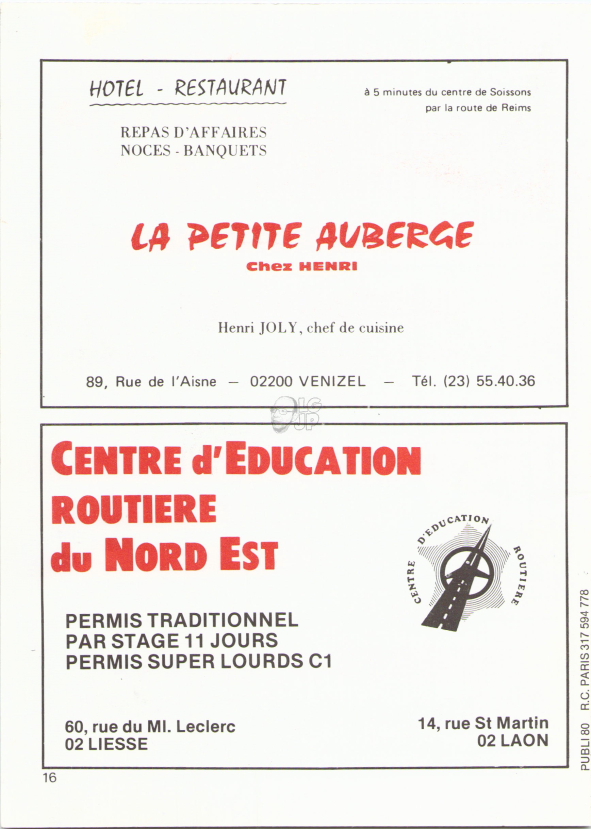 HOTEL - RESTAURANT
à 5 minutes du centre de Soissons
par la route de Reims
REPAS D'AFFAIRES
NOCES - BANQUETS
LA PETITE AUBERGE
Chez HENRI
Henri JOLY, chef de cuisine
89, Rue de l'Aisne — 02200 VENIZEL — Tél. (23) 55.40.36
CENTRE d'EDUCATION
ROUTIERE
du NORD EST
CENTRE D'EDUCATION ROUTIERE
PERMIS TRADITIONNEL
PAR STAGE 11 JOURS
PERMIS SUPER LOURDS C1
60, rue du Ml. Leclerc
02 LIESSE
14, rue St Martin
02 LAON
16
PUBLI 80 R.C. PARIS 317 594 778